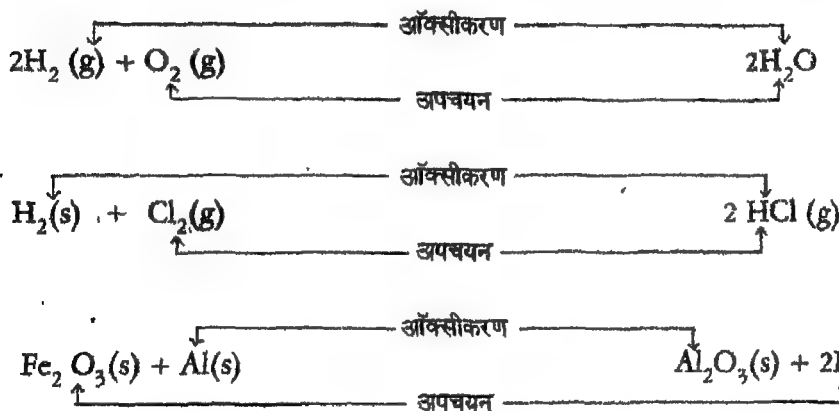 ऑक्सीकरण
2H₂ (g) + O₂ (g) 2H₂O
अपचयन
ऑक्सीकरण
H₂(s) + Cl₂(g) 2 HCl (g)
अपचयन
ऑक्सीकरण
Fe₂ O₃(s) + Al(s) Al₂O₃(s) + 2
अपचयन